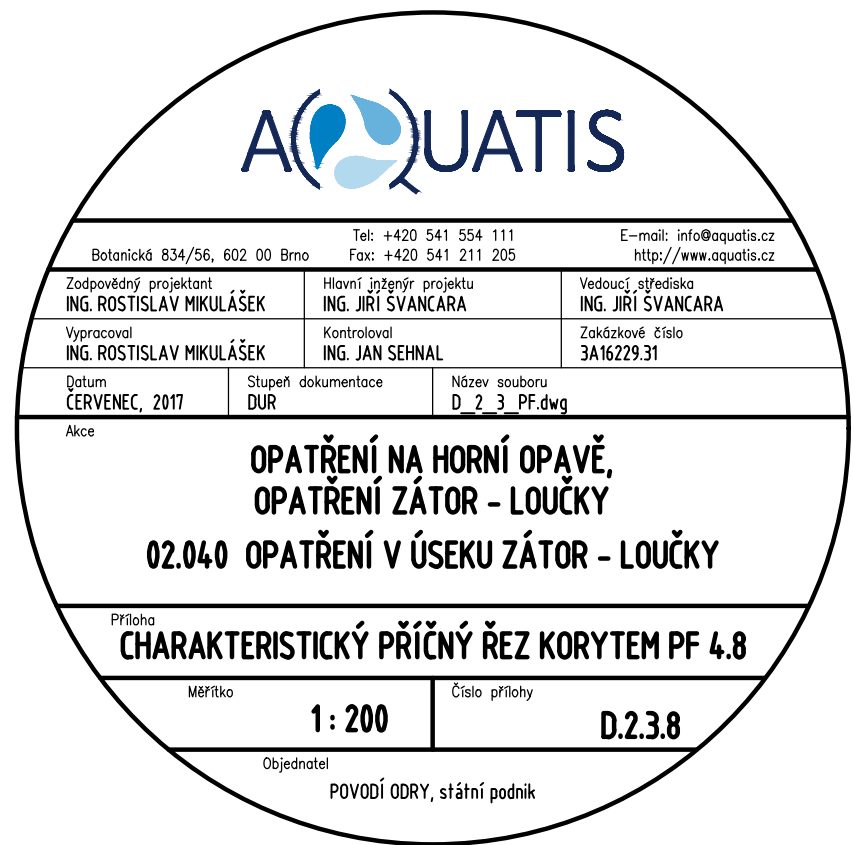 AQUATIS
Botanická 834/56, 602 00 Brno
Tel: +420 541 554 111
Fax: +420 541 211 205
E-mail: info@aquatis.cz
http://www.aquatis.cz
Zodpovědný projektant
ING. ROSTISLAV MIKULÁŠEK
Hlavní inženýr projektu
ING. JIŘÍ ŠVANCARA
Vedoucí střediska
ING. JIŘÍ ŠVANCARA
Vypracoval
ING. ROSTISLAV MIKULÁŠEK
Kontroloval
ING. JAN SEHNAL
Zakázkové číslo
3A16229.31
Datum
ČERVENEC, 2017
Stupeň dokumentace
DUR
Název souboru
D_2_3_PF.dwg
Akce
OPATŘENÍ NA HORNÍ OPAVĚ,
OPATŘENÍ ZÁTOR - LOUČKY
02.040 OPATŘENÍ V ÚSEKU ZÁTOR - LOUČKY
Příloha
CHARAKTERISTICKÝ PŘÍČNÝ ŘEZ KORYTEM PF 4.8
Měřítko
1 : 200
Číslo přílohy
D.2.3.8
Objednatel
POVODÍ ODRY, státní podnik